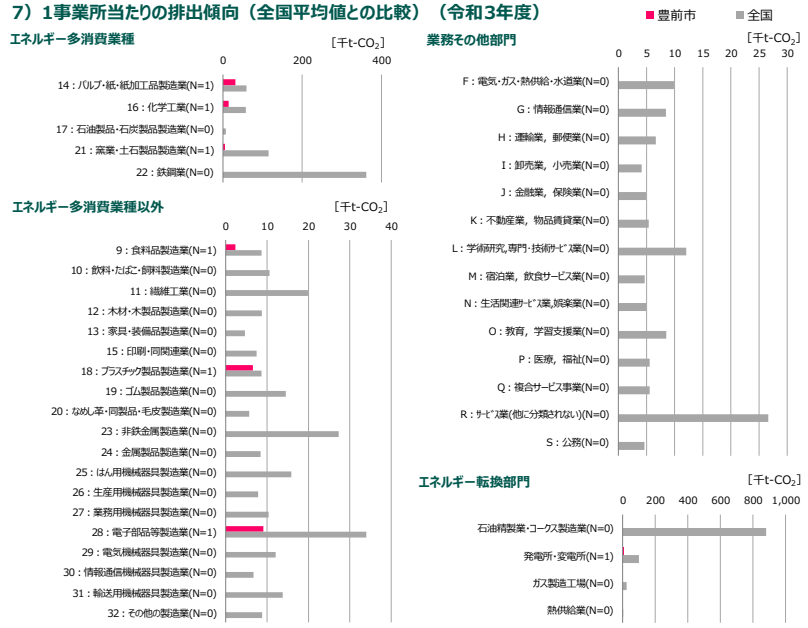 7）1事業所当たりの排出傾向（全国平均値との比較）（令和3年度）
豊前市 全国
エネルギー多消費業種
[千t-CO2]
0 200 400
14：パルプ・紙・紙加工品製造業(N=1)
16：化学工業(N=1)
17：石油製品・石炭製品製造業(N=0)
21：窯業・土石製品製造業(N=1)
22：鉄鋼業(N=0)
エネルギー多消費業種以外
[千t-CO2]
0 10 20 30 40
9：食料品製造業(N=1)
10：飲料・たばこ・飼料製造業(N=0)
11：繊維工業(N=0)
12：木材・木製品製造業(N=0)
13：家具・装備品製造業(N=0)
15：印刷・同関連業(N=0)
18：プラスチック製品製造業(N=1)
19：ゴム製品製造業(N=0)
20：なめし革・同製品・毛皮製造業(N=0)
23：非鉄金属製造業(N=0)
24：金属製品製造業(N=0)
25：はん用機械器具製造業(N=0)
26：生産用機械器具製造業(N=0)
27：業務用機械器具製造業(N=0)
28：電子部品等製造業(N=1)
29：電気機械器具製造業(N=0)
30：情報通信機械器具製造業(N=0)
31：輸送用機械器具製造業(N=0)
32：その他の製造業(N=0)
業務その他部門
[千t-CO2]
0 5 10 15 20 25 30
F：電気・ガス・熱供給・水道業(N=0)
G：情報通信業(N=0)
H：運輸業，郵便業(N=0)
I：卸売業，小売業(N=0)
J：金融業，保険業(N=0)
K：不動産業，物品賃貸業(N=0)
L：学術研究,専門・技術サービス業(N=0)
M：宿泊業，飲食サービス業(N=0)
N：生活関連サービス業,娯楽業(N=0)
O：教育，学習支援業(N=0)
P：医療，福祉(N=0)
Q：複合サービス事業(N=0)
R：サービス業(他に分類されない)(N=0)
S：公務(N=0)
エネルギー転換部門
[千t-CO2]
0 200 400 600 800 1,000
石油精製業・コークス製造業(N=0)
発電所・変電所(N=1)
ガス製造工場(N=0)
熱供給業(N=0)